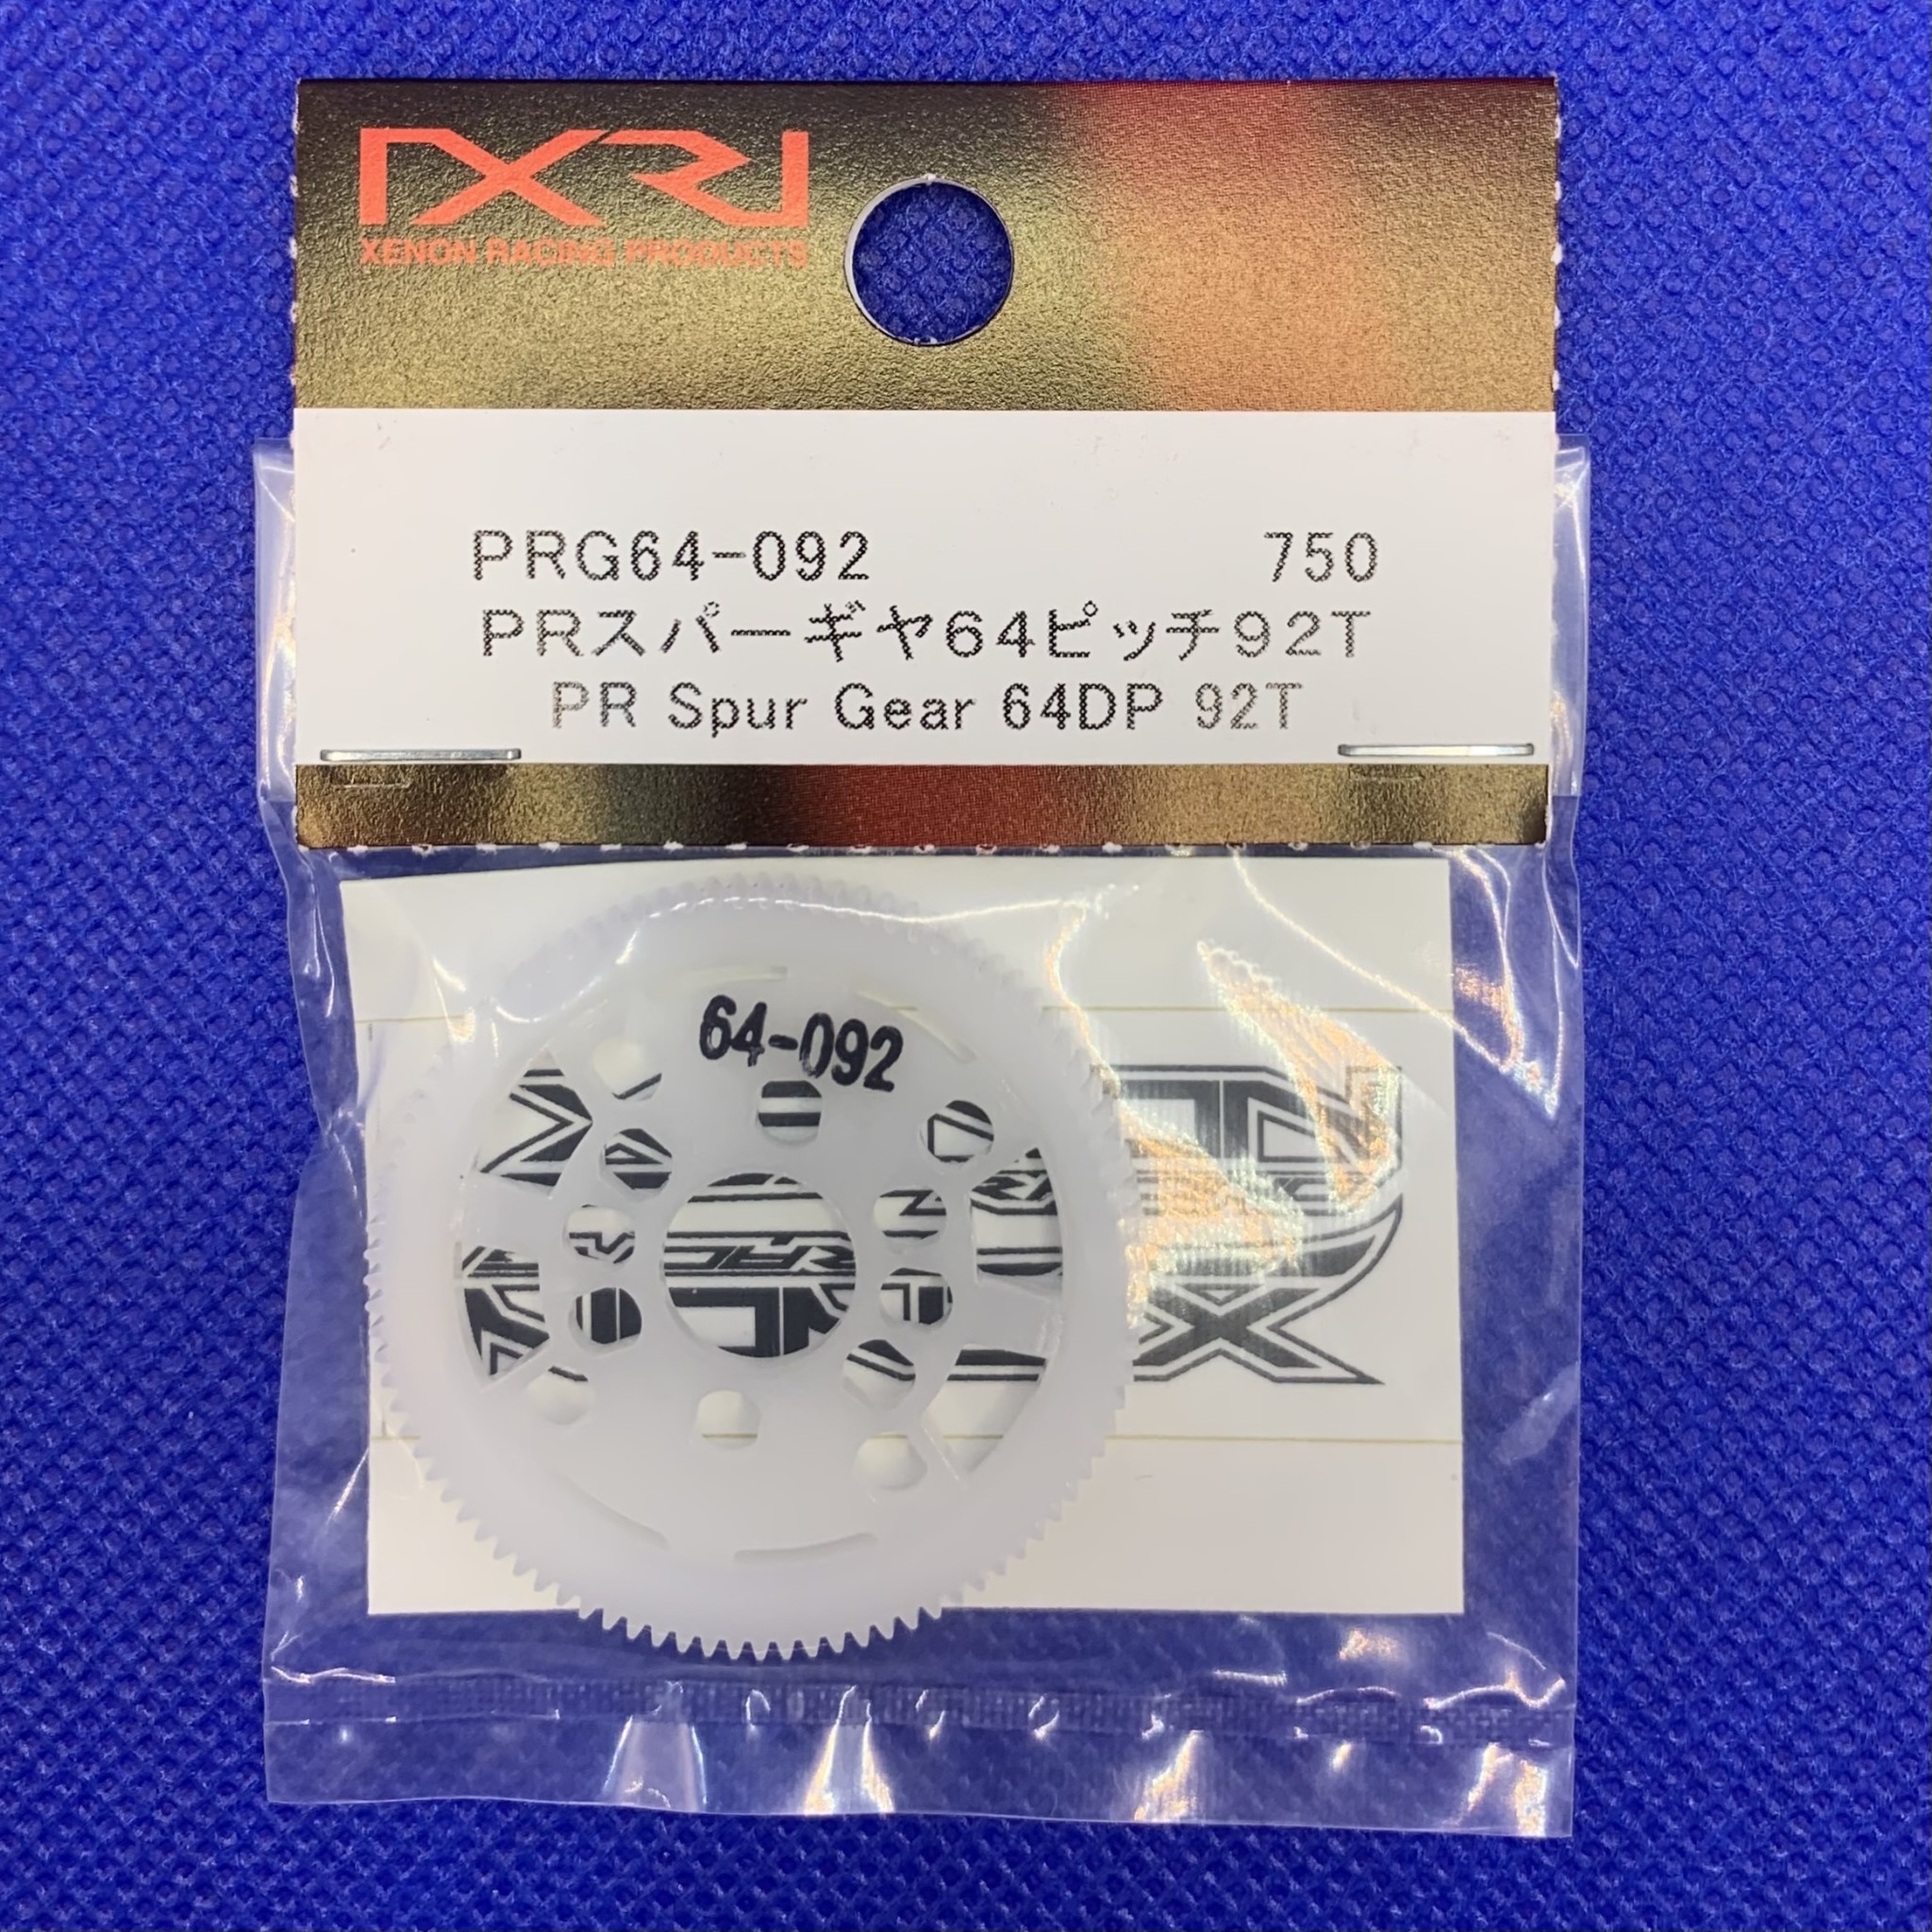 XENON RACING PRODUCTS
PRG64-092 750
PRスパーギヤ64ピッチ92T
PR Spur Gear 64DP 92T
64-092